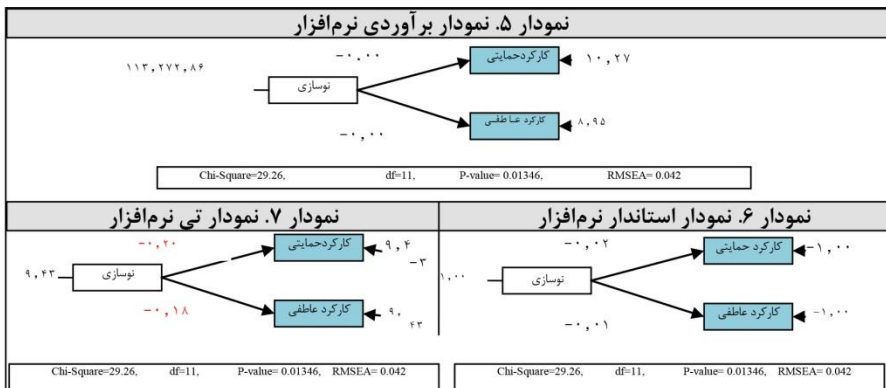 نمودار ۵. نمودار برآوردی نرم‌افزار
-۰.۰۰
کارکردحمایتی
۱۰,۲۷
۱۱۳,۲۷۲,۸۶
نوسازی
کارکرد عاطفی
۸,۹۵
-۰,۰۰
Chi-Square=29.26, df=11, P-value= 0.01346, RMSEA= 0.042
نمودار ۶. نمودار استاندار نرم‌افزار
-۰,۰۲
کارکرد حمایتی
-۱,۰۰
۱,۰۰
نوسازی
کارکرد عاطفی
-۱,۰۰
-۰,۰۱
Chi-Square=29.26, df=11, P-value= 0.01346, RMSEA= 0.042
نمودار ۷. نمودار تی نرم‌افزار
-۰,۲۰
کارکردحمایتی
۹,۴
-۳
۹,۴۳
نوسازی
کارکرد عاطفی
۹,
۴۳
-۰,۱۸
Chi-Square=29.26, df=11, P-value= 0.01346, RMSEA= 0.042